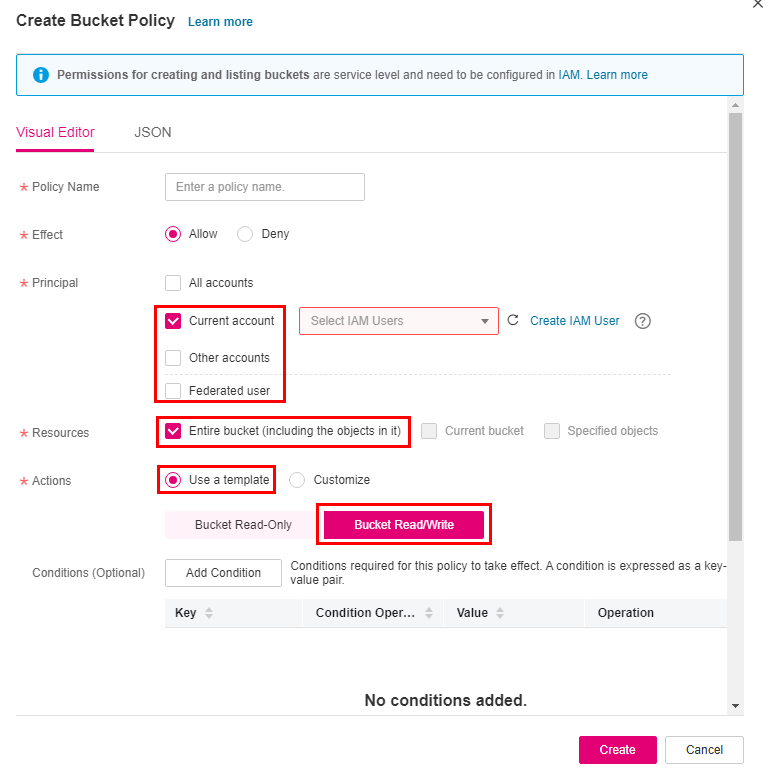 Create Bucket Policy Learn more
Permissions for creating and listing buckets are service level and need to be configured in IAM. Learn more
Visual Editor JSON
* Policy Name Enter a policy name.
* Effect Allow Deny
* Principal All accounts
Current account Select IAM Users Create IAM User ?
Other accounts
Federated user
* Resources Entire bucket (including the objects in it) Current bucket Specified objects
* Actions Use a template Customize
Bucket Read-Only Bucket Read/Write
Conditions (Optional) Add Condition Conditions required for this policy to take effect. A condition is expressed as a key-
value pair.
Key Condition Oper... Value Operation
No conditions added.
Create Cancel